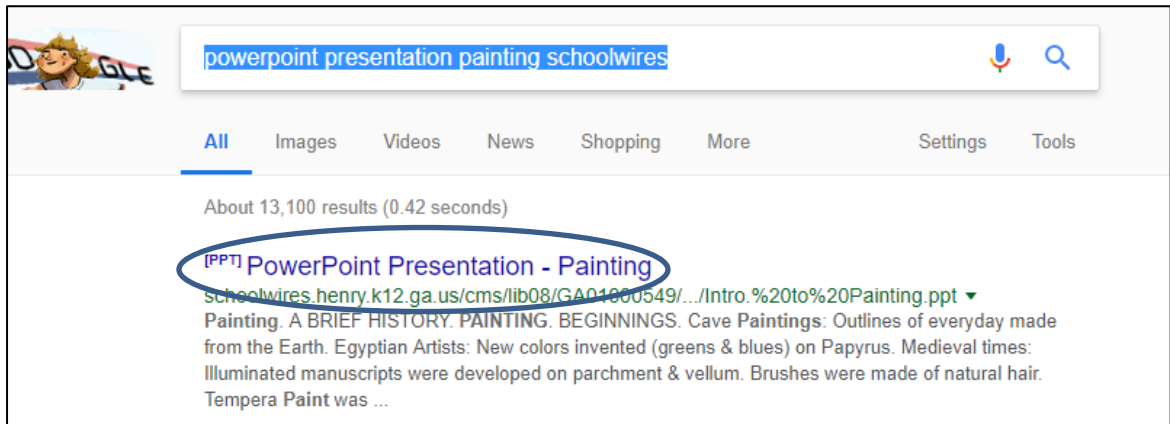 GLE
powerpoint presentation painting schoolwires
All Images Videos News Shopping More Settings Tools
About 13,100 results (0.42 seconds)
[PPT] PowerPoint Presentation - Painting
schoolwires.henry.k12.ga.us/cms/lib08/GA01000549/.../Intro.%20to%20Painting.ppt
Painting. A BRIEF HISTORY. PAINTING. BEGINNINGS. Cave Paintings: Outlines of everyday made
from the Earth. Egyptian Artists: New colors invented (greens & blues) on Papyrus. Medieval times:
Illuminated manuscripts were developed on parchment & vellum. Brushes were made of natural hair.
Tempera Paint was ...